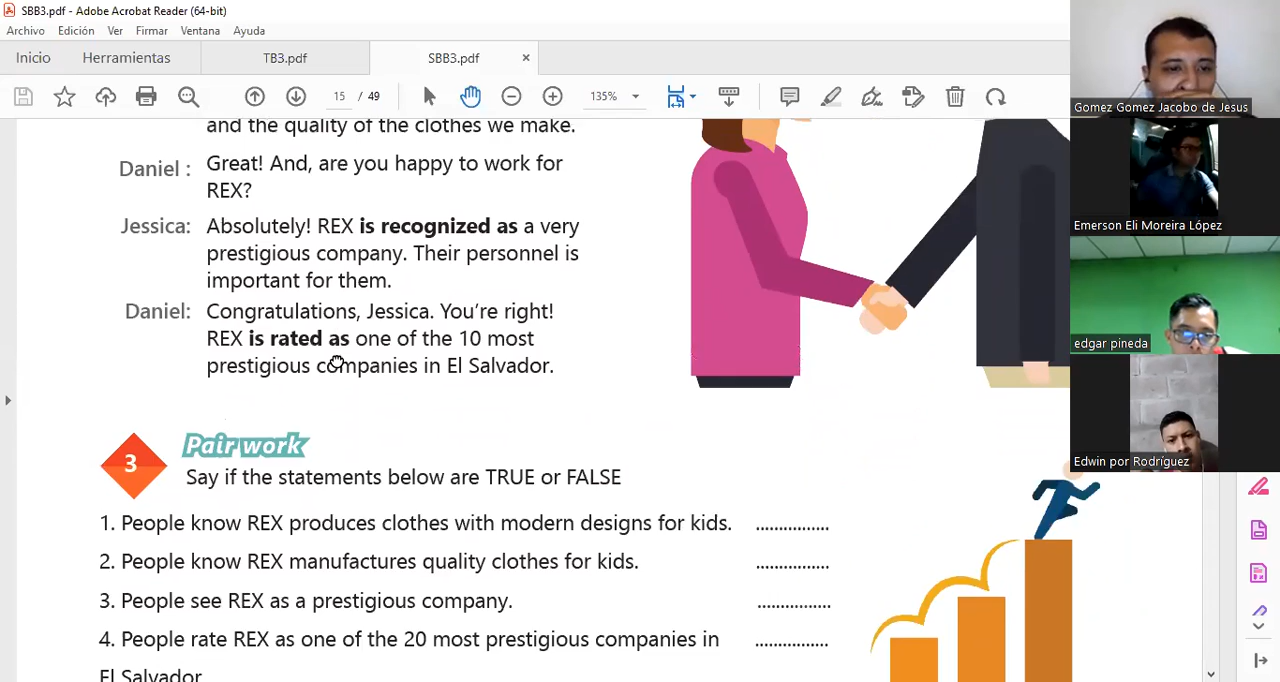 SBB3.pdf - Adobe Acrobat Reader (64-bit)
Archivo Edición Ver Firmar Ventana Ayuda
Inicio Herramientas TB3.pdf SBB3.pdf ×
15 / 49 135%
and the quality of the clothes we make.
Daniel : Great! And, are you happy to work for
REX?
Jessica: Absolutely! REX is recognized as a very
prestigious company. Their personnel is
important for them.
Daniel: Congratulations, Jessica. You're right!
REX is rated as one of the 10 most
prestigious companies in El Salvador.
3 Pair work
Say if the statements below are TRUE or FALSE
1. People know REX produces clothes with modern designs for kids. ...............
2. People know REX manufactures quality clothes for kids. ...............
3. People see REX as a prestigious company. ...............
4. People rate REX as one of the 20 most prestigious companies in ...............
El Salvador
Gomez Gomez Jacobo de Jesus
Emerson Eli Moreira López
edgar pineda
Edwin por Rodríguez